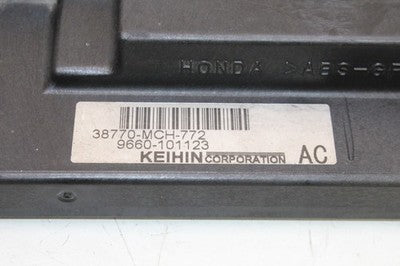 HONDA >ABS-GF
38770-MCH-772
9660-101123
KEIHIN CORPORATION AC